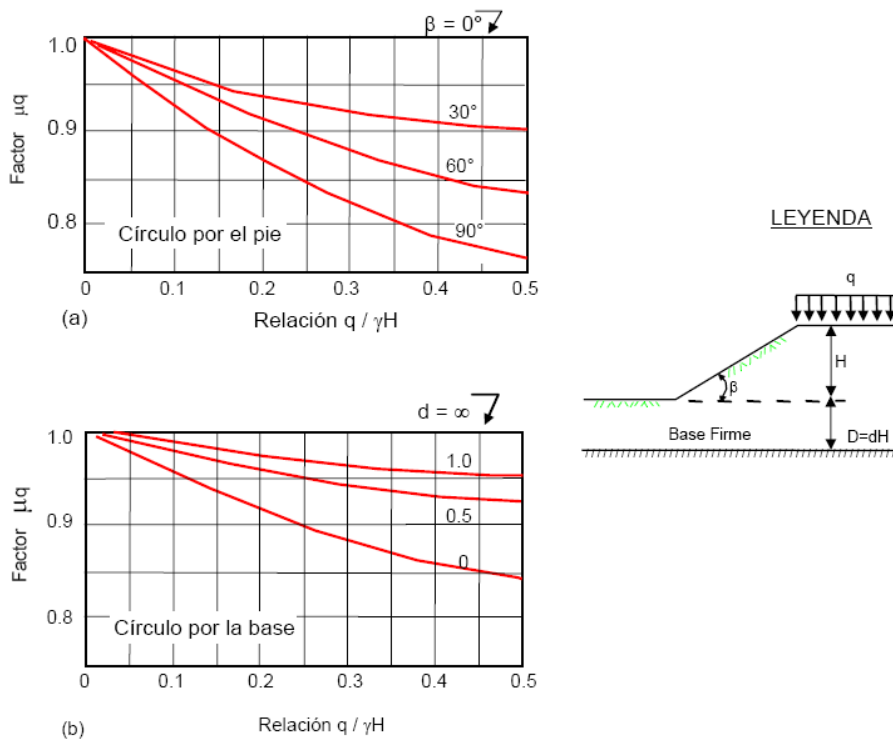 β = 0°
1.0
0.9
0.8
Factor μq
30°
60°
90°
Círculo por el pie
0 0.1 0.2 0.3 0.4 0.5
(a)
Relación q / γH
LEYENDA
q
H
β
Base Firme
D=dH
d = ∞
1.0
0.9
0.8
Factor μq
1.0
0.5
0
Círculo por la base
0 0.1 0.2 0.3 0.4 0.5
(b)
Relación q / γH